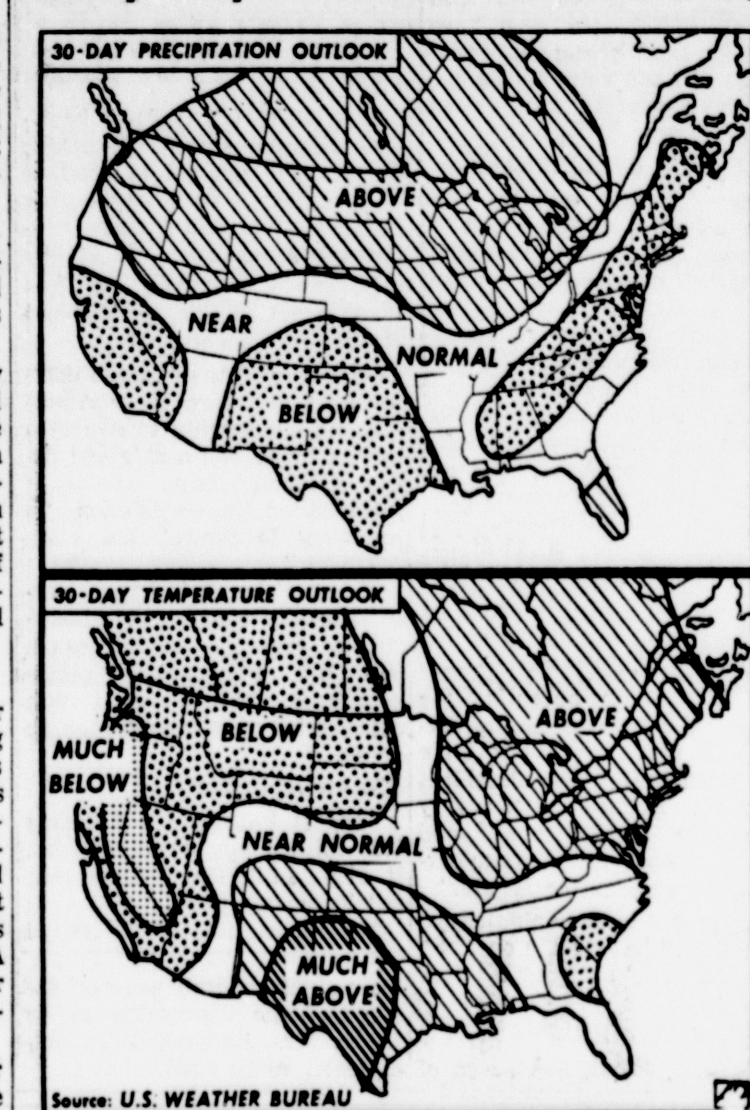 30-DAY PRECIPITATION OUTLOOK
ABOVE
NEAR
NORMAL
BELOW
30-DAY TEMPERATURE OUTLOOK
ABOVE
BELOW
MUCH
BELOW
NEAR NORMAL
MUCH
ABOVE
Source: U.S. WEATHER BUREAU